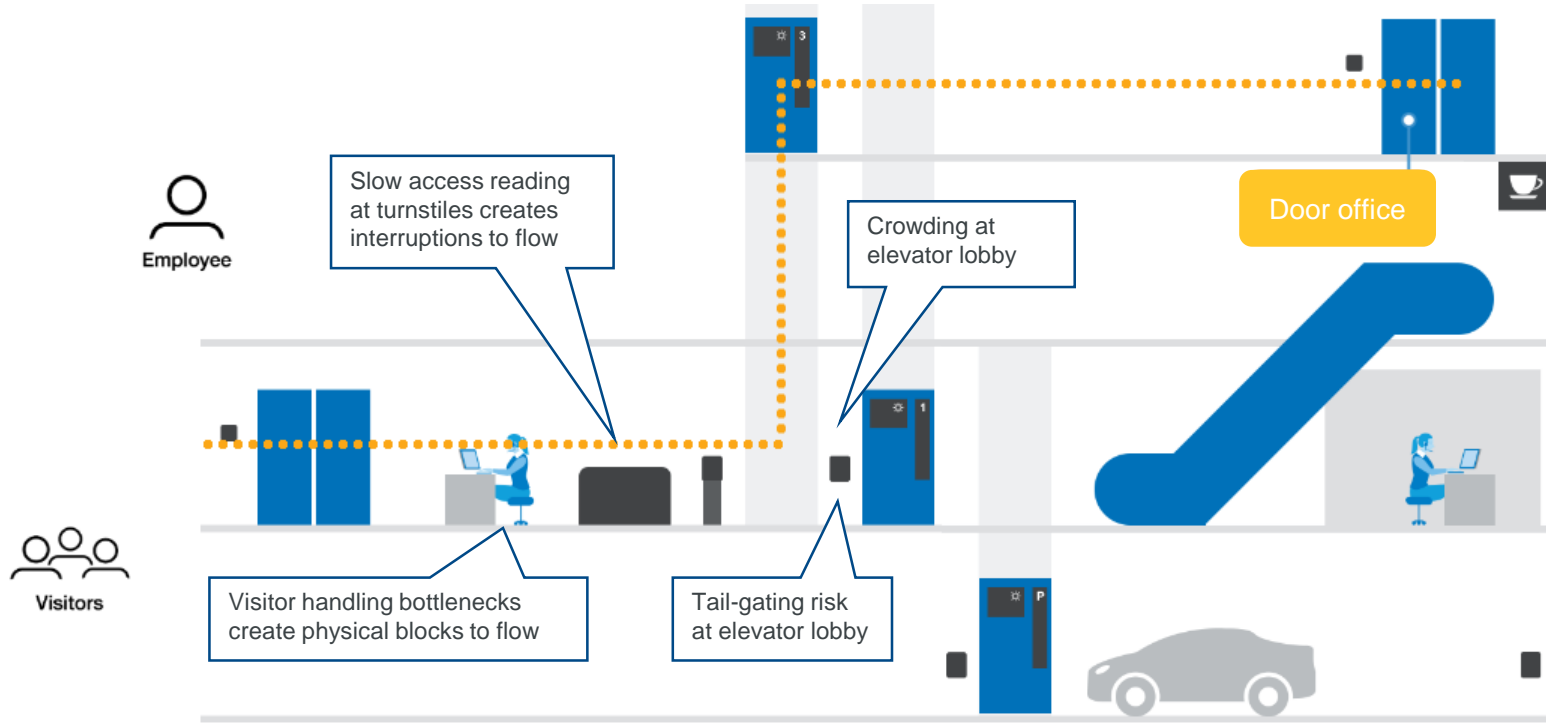 3
Slow access reading
at turnstiles creates
interruptions to flow
Door office
Crowding at
elevator lobby
Employee
1
Visitor handling bottlenecks
create physical blocks to flow
Tail-gating risk
at elevator lobby
Visitors
P